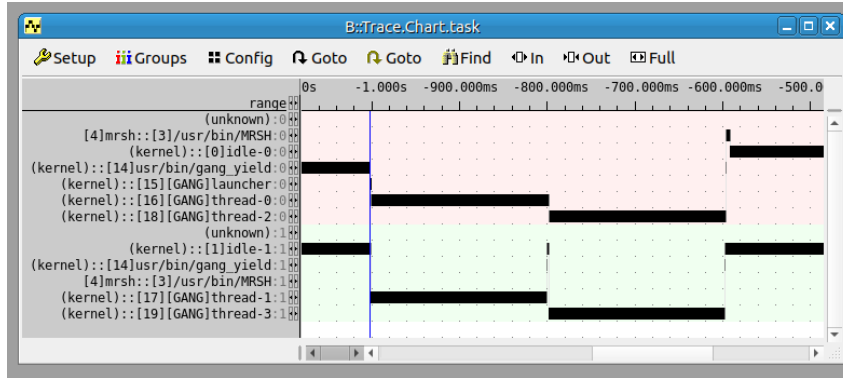 B::Trace.Chart.task
Setup Groups Config Goto Goto Find In Out Full
0s -1.000s -900.000ms -800.000ms -700.000ms -600.000ms -500.0
range
(unknown):0
[4]mrsh::[3]/usr/bin/MRSH:0
(kernel)::[0]idle-0:0
(kernel)::[14]usr/bin/gang_yield:0
(kernel)::[15][GANG]launcher:0
(kernel)::[16][GANG]thread-0:0
(kernel)::[18][GANG]thread-2:0
(unknown):1
(kernel)::[1]idle-1:1
(kernel)::[14]usr/bin/gang_yield:1
[4]mrsh::[3]/usr/bin/MRSH:1
(kernel)::[17][GANG]thread-1:1
(kernel)::[19][GANG]thread-3:1